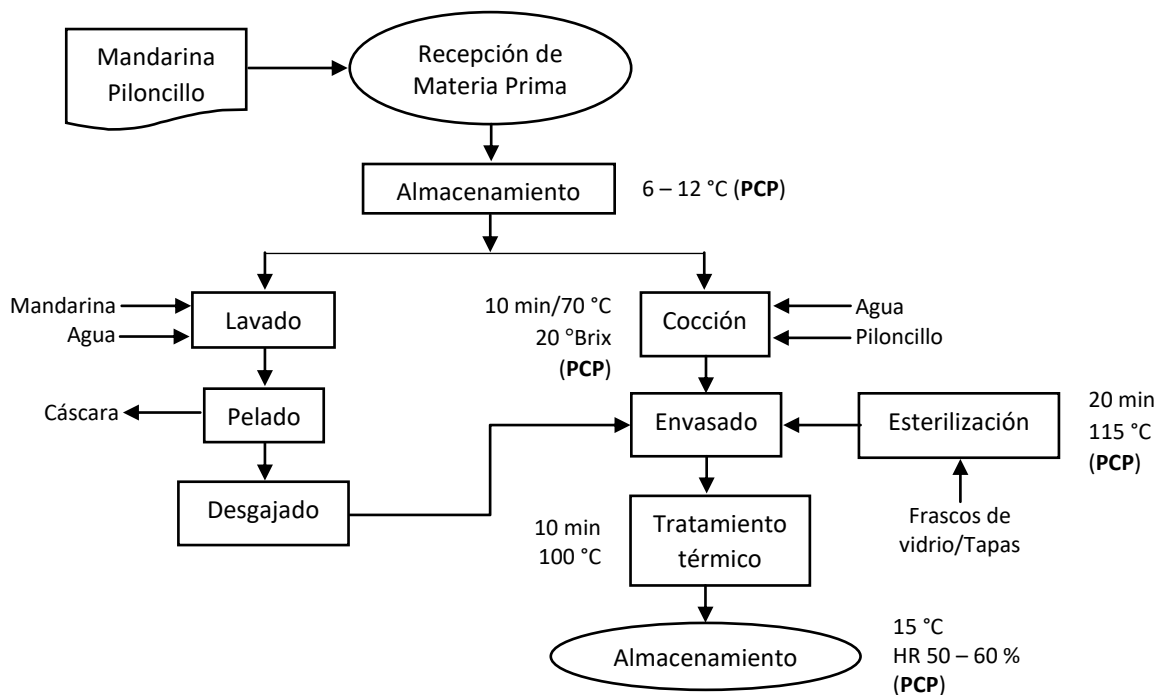 Mandarina
Piloncillo
Recepción de
Materia Prima
Almacenamiento
6 – 12 °C (PCP)
Mandarina
Agua
Lavado
10 min/70 °C
20 °Brix
(PCP)
Cocción
Agua
Piloncillo
Cáscara
Pelado
Envasado
Esterilización
20 min
115 °C
(PCP)
Desgajado
10 min
100 °C
Tratamiento
térmico
Frascos de
vidrio/Tapas
Almacenamiento
15 °C
HR 50 – 60 %
(PCP)